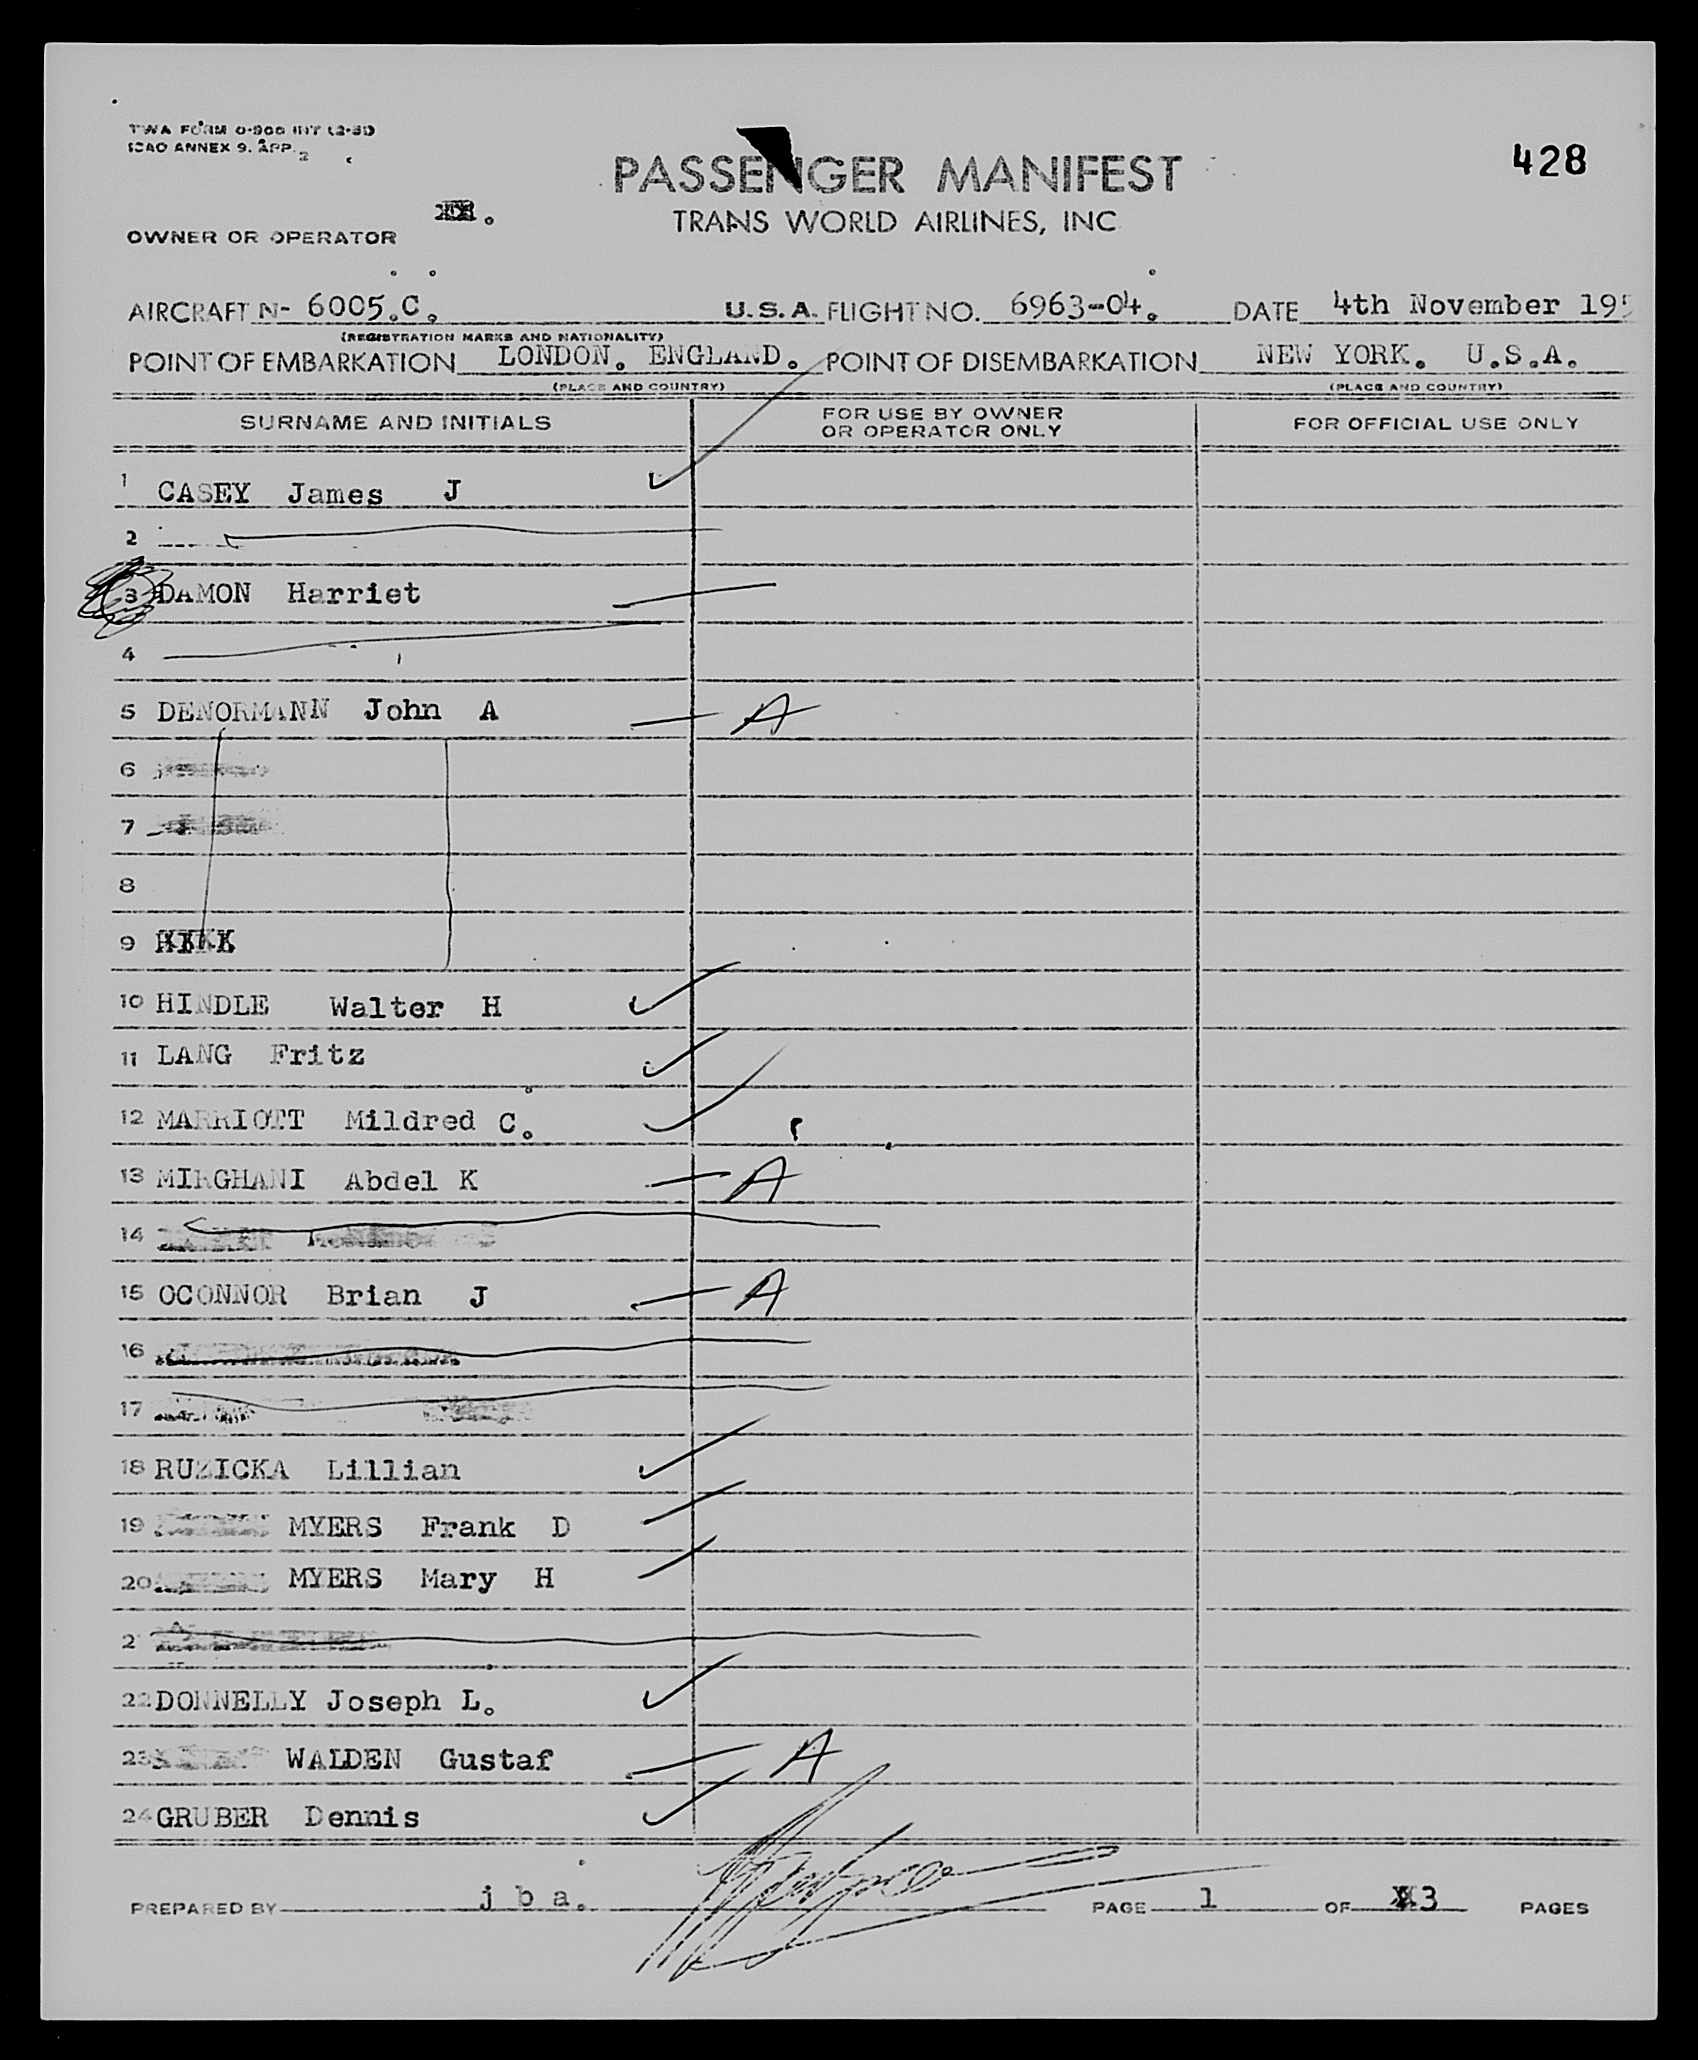 TWA FORM O-900 INT (2-51)
ICAO ANNEX 9. APP. 2
428
PASSENGER MANIFEST
TRANS WORLD AIRLINES, INC
OWNER OR OPERATOR
AIRCRAFT N- 6005.C. U.S.A. FLIGHT NO. 6963-04. DATE 4th November 195
(REGISTRATION MARKS AND NATIONALITY)
POINT OF EMBARKATION LONDON. ENGLAND. POINT OF DISEMBARKATION NEW YORK. U.S.A.
(PLACE AND COUNTRY) (PLACE AND COUNTRY)
SURNAME AND INITIALS FOR USE BY OWNER OR OPERATOR ONLY FOR OFFICIAL USE ONLY
1 CASEY James J
2
3 DAMON Harriet
4
5 DENORMANN John A A
6
7
8
9
10 HINDLE Walter H
11 LANG Fritz
12 MARRIOTT Mildred C.
13 MIRGHANI Abdel K A
14
15 OCONNOR Brian J A
16
17
18 RUZICKA Lillian
19 MYERS Frank D
20 MYERS Mary H
2
22 DONNELLY Joseph L.
23 WALDEN Gustaf A
24 GRUBER Dennis
PREPARED BY j b a. PAGE 1 OF 3 PAGES